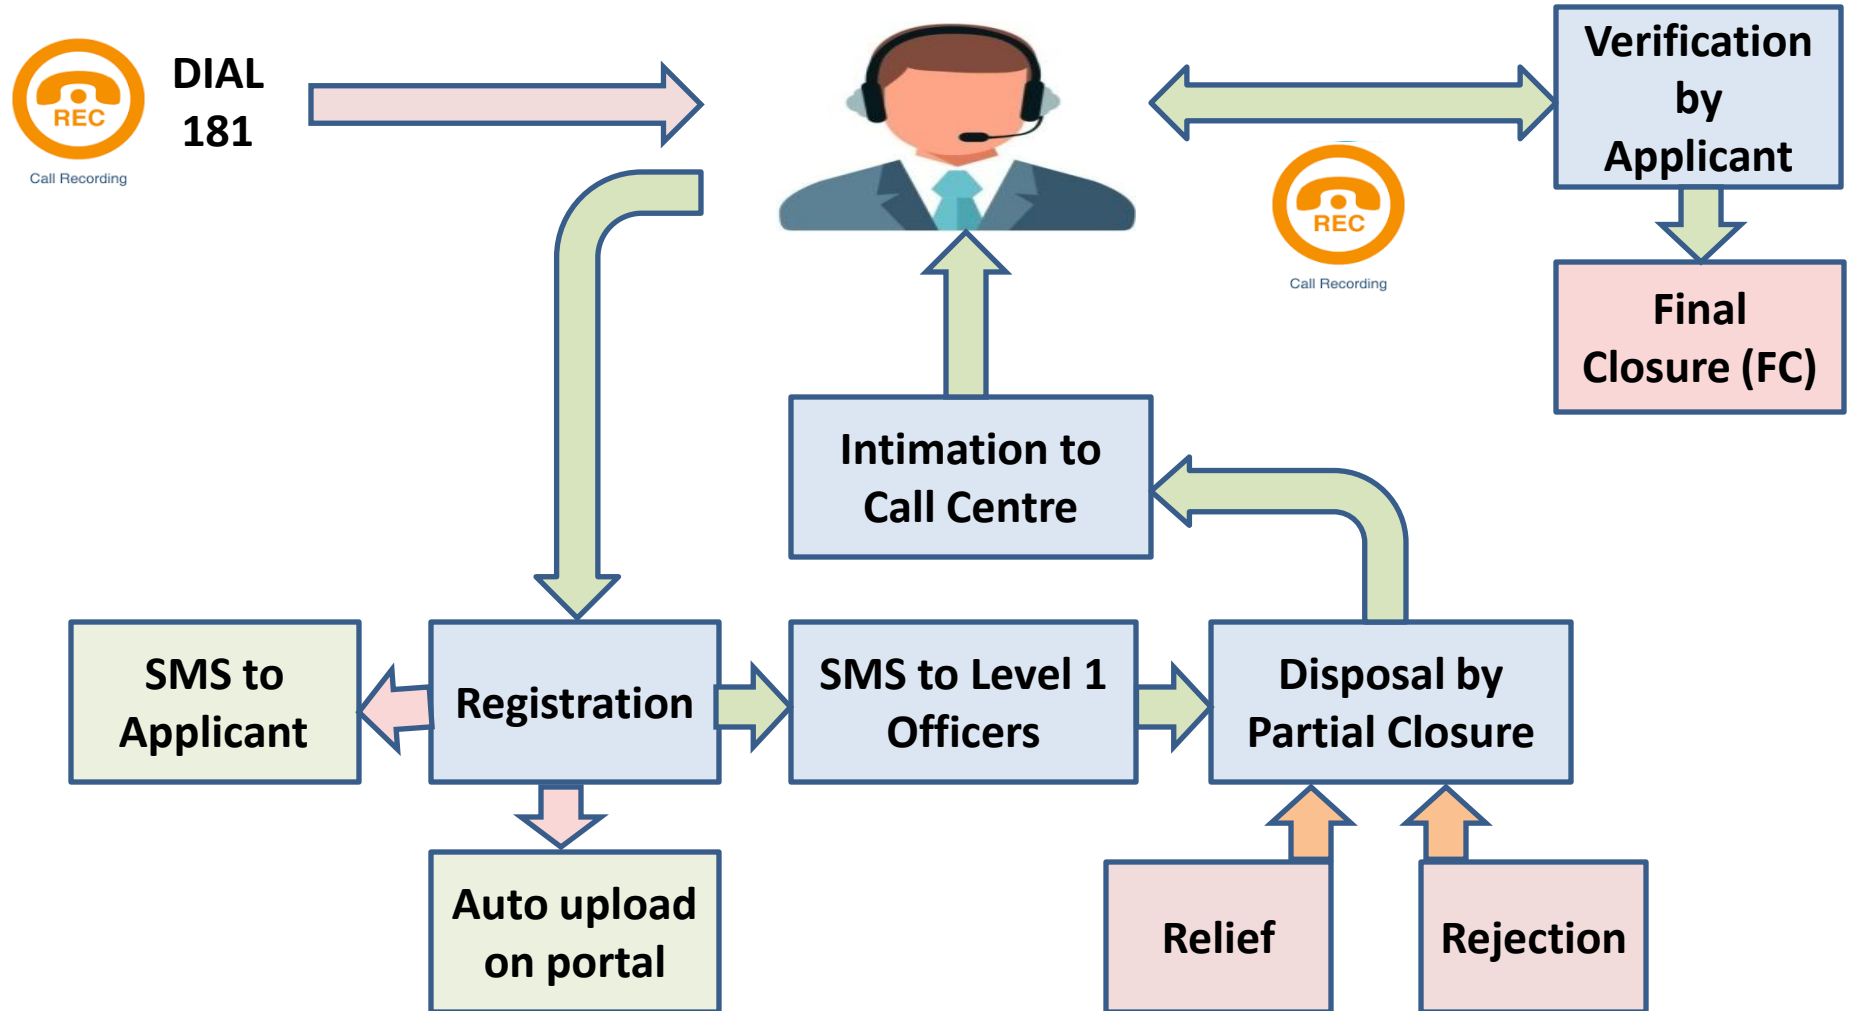 REC
Call Recording
DIAL
181
Verification
by
Applicant
REC
Call Recording
Final
Closure (FC)
Intimation to
Call Centre
SMS to
Applicant
Registration
SMS to Level 1
Officers
Disposal by
Partial Closure
Auto upload
on portal
Relief
Rejection